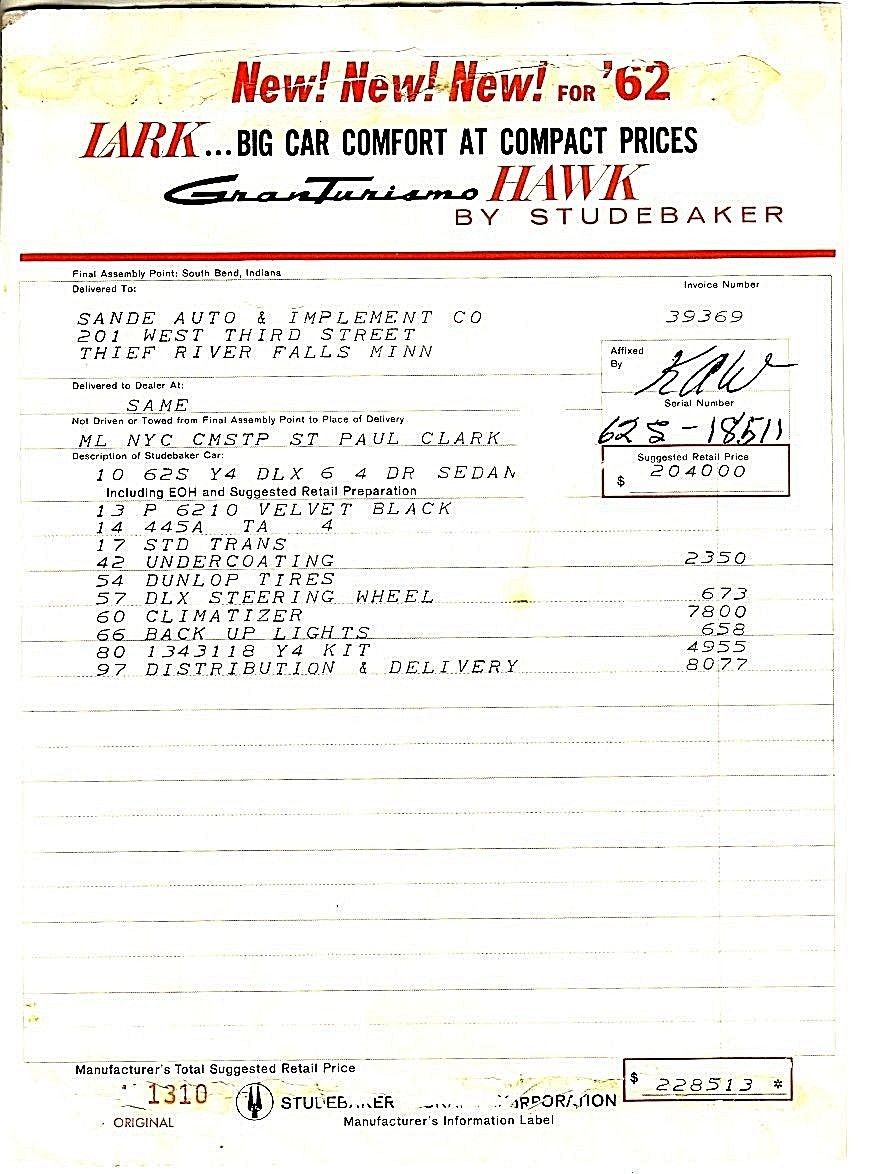 New! New! New! FOR '62
LARK...BIG CAR COMFORT AT COMPACT PRICES
Gran Turismo HAWK
BY STUDEBAKER
Final Assembly Point: South Bend, Indiana
Delivered To:
Invoice Number
SANDE AUTO & IMPLEMENT CO
39369
201 WEST THIRD STREET
THIEF RIVER FALLS MINN
Affixed By
KAW
Delivered to Dealer At:
SAME
Serial Number
62S-18511
Not Driven or Towed from Final Assembly Point to Place of Delivery
ML NYC CMSTP ST PAUL CLARK
Description of Studebaker Car:
Suggested Retail Price
10 62S Y4 DLX 6 4 DR SEDAN
$ 204000
Including EOH and Suggested Retail Preparation
13 P 6210 VELVET BLACK
14 445A TA 4
17 STD TRANS
42 UNDERCOATING 2350
54 DUNLOP TIRES
57 DLX STEERING WHEEL 673
60 CLIMATIZER 7800
66 BACK UP LIGHTS 658
80 1343118 Y4 KIT 4955
97 DISTRIBUTION & DELIVERY 8077
Manufacturer's Total Suggested Retail Price
$ 228513 *
1310
ORIGINAL
Manufacturer's Information Label